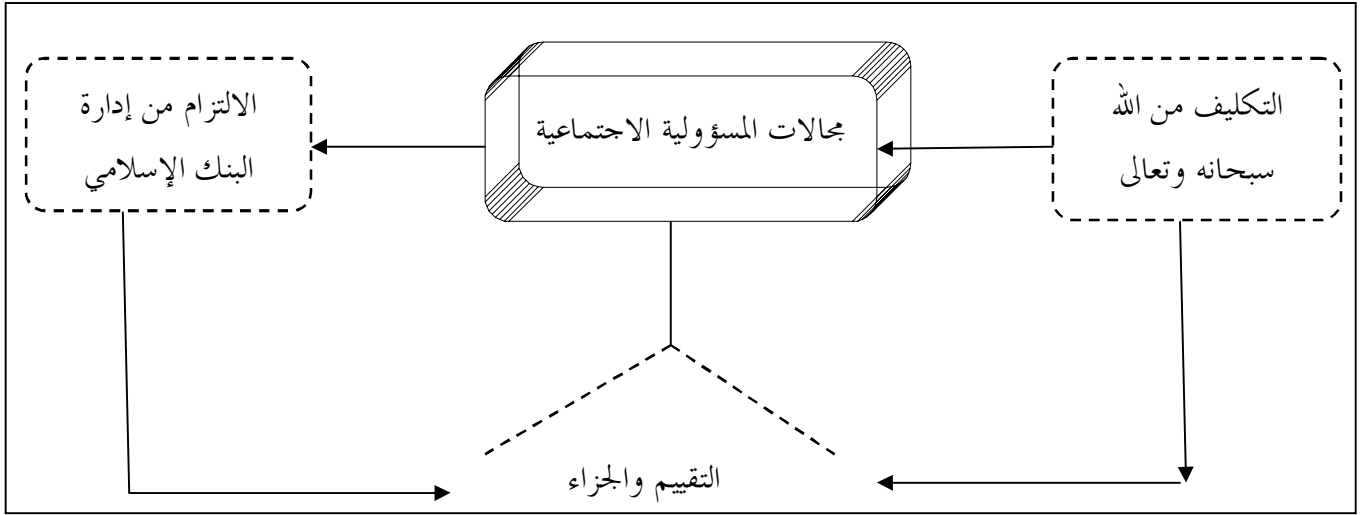 التكليف من الله
سبحانه وتعالى
مجالات المسؤولية الاجتماعية
الالتزام من إدارة
البنك الإسلامي
التقييم والجزاء